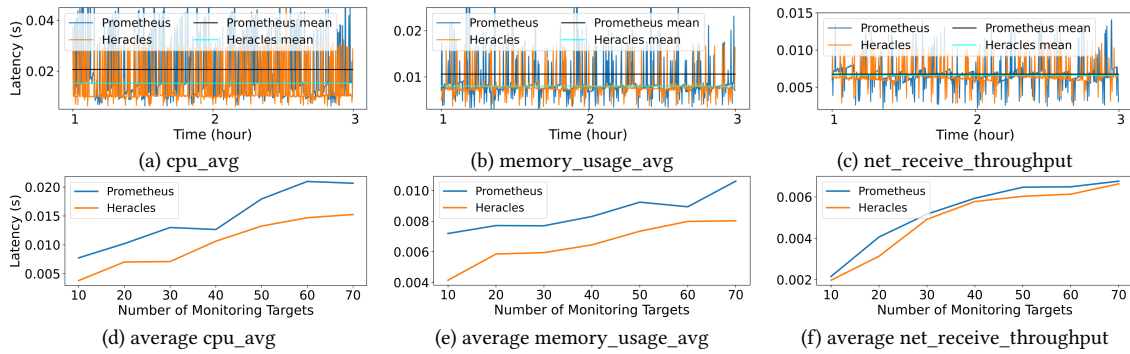 Latency (s)
0.04
0.02
Prometheus
Heracles
Prometheus mean
Heracles mean
1
2
3
Time (hour)
(a) cpu_avg
0.02
0.01
Prometheus
Heracles
Prometheus mean
Heracles mean
1
2
3
Time (hour)
(b) memory_usage_avg
0.015
0.010
0.005
Prometheus
Heracles
Prometheus mean
Heracles mean
1
2
3
Time (hour)
(c) net_receive_throughput
Latency (s)
0.020
0.015
0.010
0.005
Prometheus
Heracles
10 20 30 40 50 60 70
Number of Monitoring Targets
(d) average cpu_avg
0.010
0.008
0.006
0.004
Prometheus
Heracles
10 20 30 40 50 60 70
Number of Monitoring Targets
(e) average memory_usage_avg
0.006
0.004
0.002
Prometheus
Heracles
10 20 30 40 50 60 70
Number of Monitoring Targets
(f) average net_receive_throughput